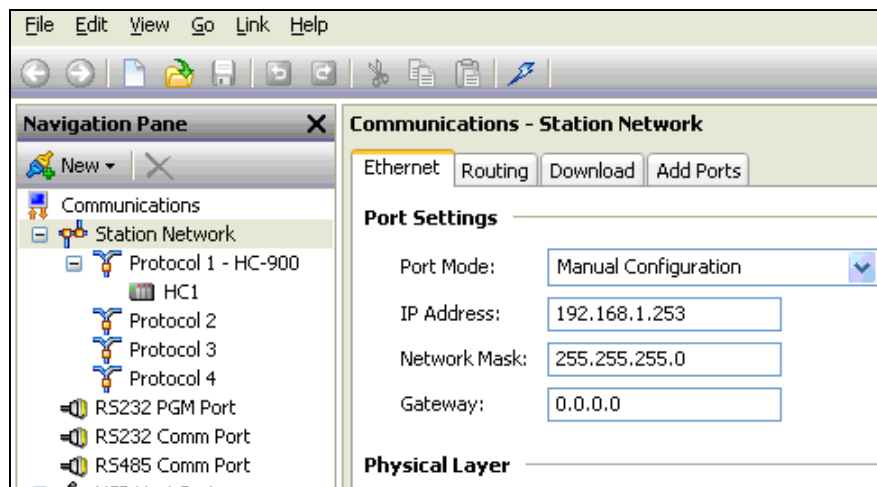 File Edit View Go Link Help
Navigation Pane
New
Communications
Station Network
Protocol 1 - HC-900
HC1
Protocol 2
Protocol 3
Protocol 4
RS232 PGM Port
RS232 Comm Port
RS485 Comm Port
Communications - Station Network
Ethernet Routing Download Add Ports
Port Settings
Port Mode: Manual Configuration
IP Address: 192.168.1.253
Network Mask: 255.255.255.0
Gateway: 0.0.0.0
Physical Layer